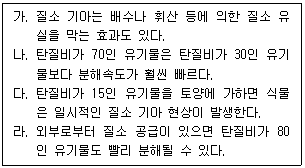 가. 질소 기아는 배수나 휘산 등에 의한 질소 유
실을 막는 효과도 있다.
나. 탄질비가 70인 유기물은 탄질비가 30인 유기
물보다 분해속도가 훨씬 빠르다.
다. 탄질비가 15인 유기물을 토양에 가하면 식물
은 일시적인 질소 기아 현상이 발생한다.
라. 외부로부터 질소 공급이 있으면 탄질비가 80
인 유기물도 빨리 분해될 수 있다.